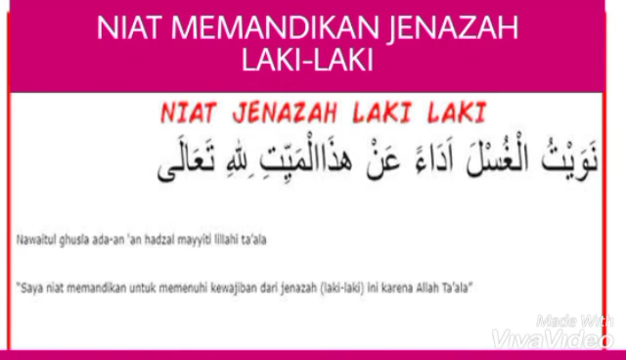 NIAT MEMANDIKAN JENAZAH
LAKI-LAKI
NIAT JENAZAH LAKI LAKI
نَوَيْتُ الْغُسْلَ اَدَاءً عَنْ هذَاالْمَيِّتِ ِللهِ تَعَالَى
Nawaitul ghusla ada-an 'an hadzal mayyiti lillahi ta'ala
"Saya niat memandikan untuk memenuhi kewajiban dari jenazah (laki-laki) ini karena Allah Ta'ala"
Made With
VivaVideo